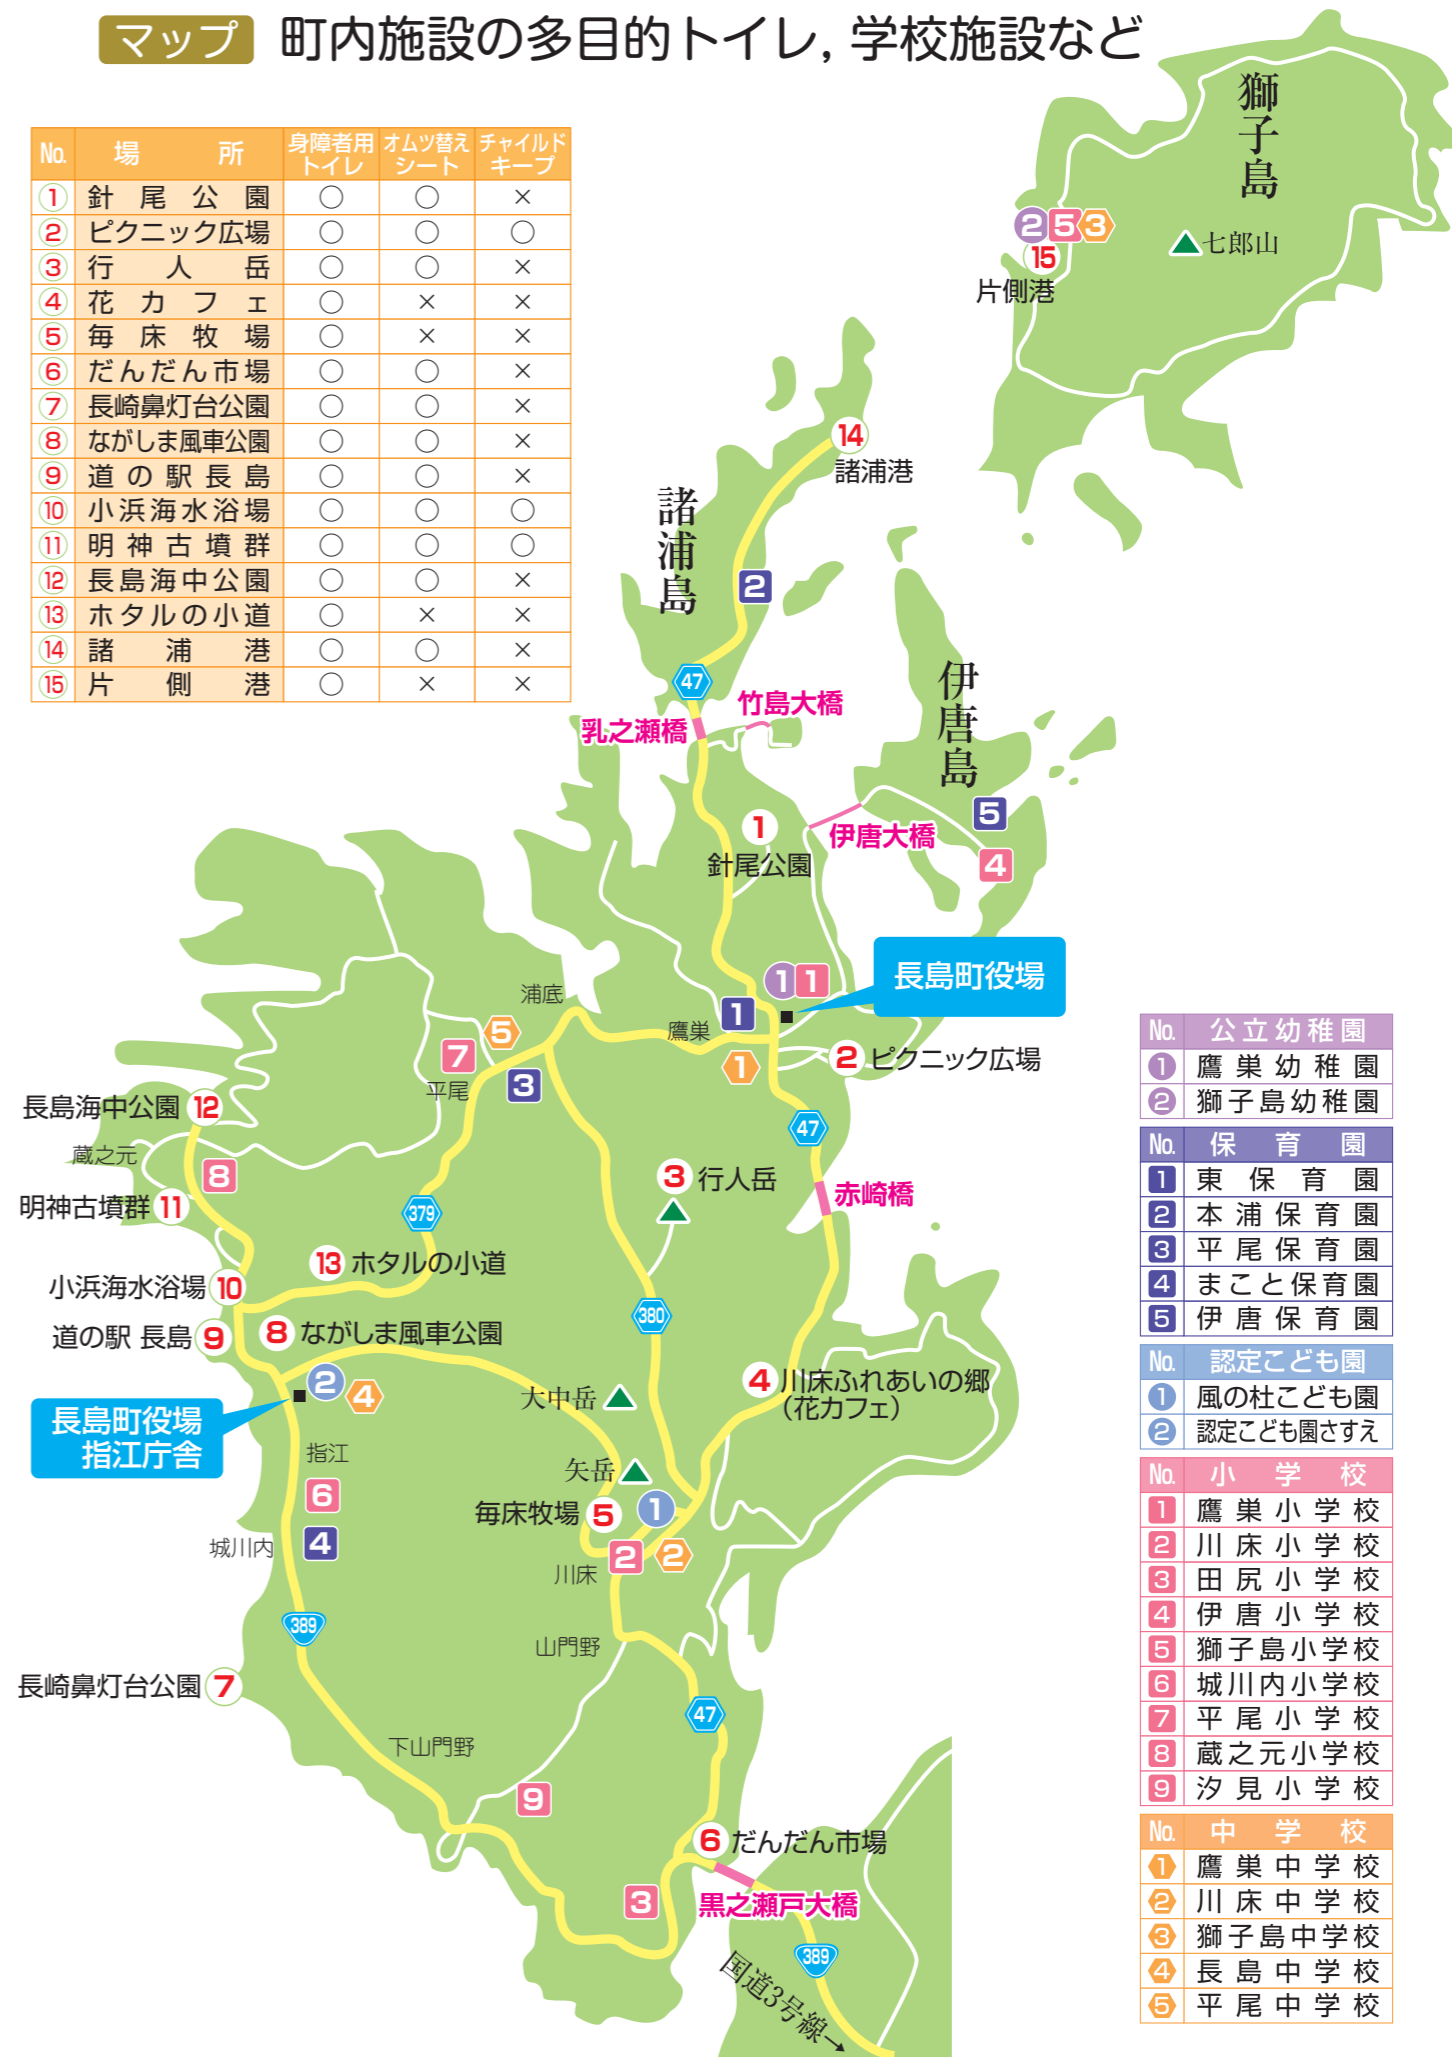 マップ 町内施設の多目的トイレ, 学校施設など
No. 場所 身障者用トイレ オムツ替えシート チャイルドキープ
① 針尾公園 ○ ○ ×
② ピクニック広場 ○ ○ ○
③ 行人岳 ○ ○ ×
④ 花カフェ ○ × ×
⑤ 毎床牧場 ○ × ×
⑥ だんだん市場 ○ ○ ×
⑦ 長崎鼻灯台公園 ○ ○ ×
⑧ ながしま風車公園 ○ ○ ×
⑨ 道の駅長島 ○ ○ ×
⑩ 小浜海水浴場 ○ ○ ○
⑪ 明神古墳群 ○ ○ ○
⑫ 長島海中公園 ○ ○ ×
⑬ ホタルの小道 ○ × ×
⑭ 諸浦港 ○ ○ ×
⑮ 片側港 ○ × ×
獅子島
2 5 3
15
片側港
七郎山
14
諸浦港
諸浦島
2
47
乳之瀬橋
竹島大橋
伊唐島
5
4
伊唐大橋
1
針尾公園
長島町役場
1 1
1
鷹巣
1
2 ピクニック広場
浦底
5
7
平尾
3
47
赤崎橋
長島海中公園 12
蔵之元
8
明神古墳群 11
379
3 行人岳
13 ホタルの小道
小浜海水浴場 10
道の駅 長島 9
8 ながしま風車公園
380
2 4
長島町役場
指江庁舎
大中岳
4 川床ふれあいの郷
（花カフェ）
指江
6
矢岳
毎床牧場 5
1
城川内
4
2 2
川床
389
山門野
長崎鼻灯台公園 7
47
下山門野
9
6 だんだん市場
3
黒之瀬戸大橋
389
国道3号線→
No. 公立幼稚園
1 鷹巣幼稚園
2 獅子島幼稚園
No. 保育園
1 東保育園
2 本浦保育園
3 平尾保育園
4 まこと保育園
5 伊唐保育園
No. 認定こども園
1 風の杜こども園
2 認定こども園さすえ
No. 小学校
1 鷹巣小学校
2 川床小学校
3 田尻小学校
4 伊唐小学校
5 獅子島小学校
6 城川内小学校
7 平尾小学校
8 蔵之元小学校
9 汐見小学校
No. 中学校
1 鷹巣中学校
2 川床中学校
3 獅子島中学校
4 長島中学校
5 平尾中学校